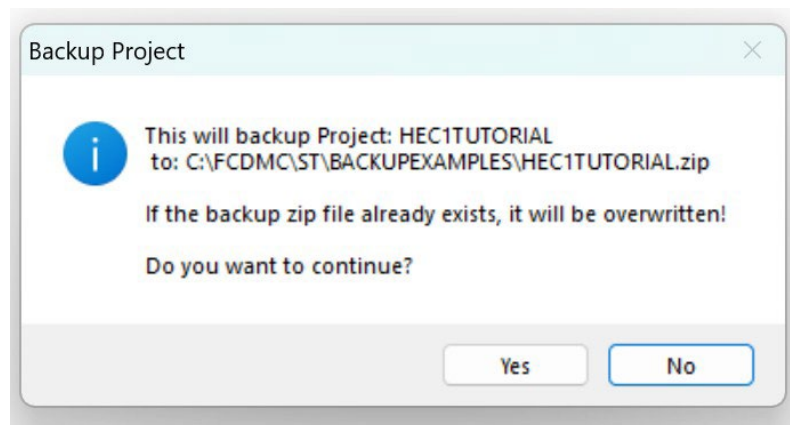 Backup Project
This will backup Project: HEC1TUTORIAL
to: C:\FCDMC\ST\BACKUPEXAMPLES\HEC1TUTORIAL.zip
If the backup zip file already exists, it will be overwritten!
Do you want to continue?
Yes
No